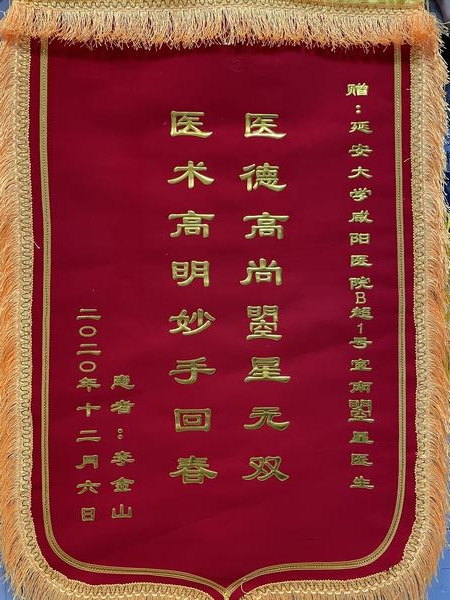 赠：延安大学咸阳医院B超1号室南瞾星医生
医德高尚瞾星无双
医术高明妙手回春
患者：李金山
二〇二〇年十二月六日